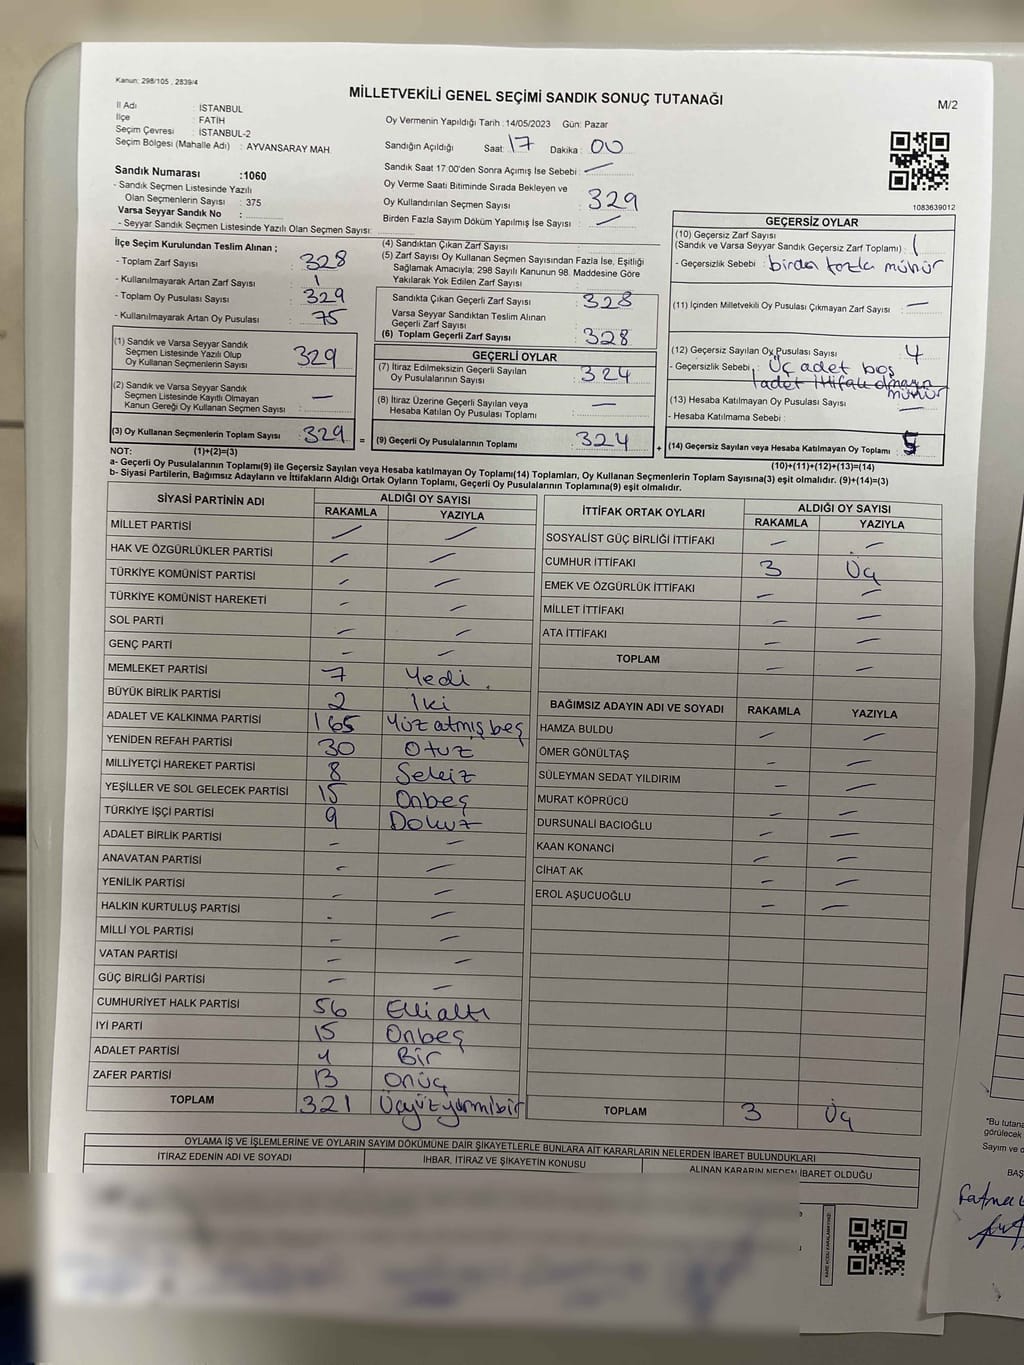 Kanun: 298/105 , 2839/4
MİLLETVEKİLİ GENEL SEÇİMİ SANDIK SONUÇ TUTANAĞI
M/2
İl Adı : İSTANBUL
İlçe : FATİH
Seçim Çevresi : İSTANBUL-2
Seçim Bölgesi (Mahalle Adı) : AYVANSARAY MAH.
Sandık Numarası :1060
- Sandık Seçmen Listesinde Yazılı
Olan Seçmenlerin Sayısı : 375
Varsa Seyyar Sandık No :
- Seyyar Sandık Seçmen Listesinde Yazılı Olan Seçmen Sayısı:
Oy Vermenin Yapıldığı Tarih :14/05/2023 Gün: Pazar
Sandığın Açıldığı Saat: 17 Dakika : 00
Sandık Saat 17:00'den Sonra Açımış İse Sebebi : —
Oy Verme Saati Bitiminde Sırada Bekleyen ve
Oy Kullandırılan Seçmen Sayısı : 329
Birden Fazla Sayım Döküm Yapılmış İse Sayısı : —
1083639012
İlçe Seçim Kurulundan Teslim Alınan ;
- Toplam Zarf Sayısı : 328
- Kullanılmayarak Artan Zarf Sayısı : 1
- Toplam Oy Pusulası Sayısı : 329
- Kullanılmayarak Artan Oy Pusulası : 75
(1) Sandık ve Varsa Seyyar Sandık
Seçmen Listesinde Yazılı Olup
Oy Kullanan Seçmenlerin Sayısı : 329
(2) Sandık ve Varsa Seyyar Sandık
Seçmen Listesinde Kayıtlı Olmayan
Kanun Gereği Oy Kullanan Seçmen Sayısı : —
(3) Oy Kullanan Seçmenlerin Toplam Sayısı : 329
(4) Sandıktan Çıkan Zarf Sayısı :
(5) Zarf Sayısı Oy Kullanan Seçmen Sayısından Fazla İse, Eşitliği
Sağlamak Amacıyla; 298 Sayılı Kanunun 98. Maddesine Göre
Yakılarak Yok Edilen Zarf Sayısı :
Sandıkta Çıkan Geçerli Zarf Sayısı : 328
Varsa Seyyar Sandıktan Teslim Alınan
Geçerli Zarf Sayısı :
(6) Toplam Geçerli Zarf Sayısı : 328
GEÇERLİ OYLAR
(7) İtiraz Edilmeksizin Geçerli Sayılan
Oy Pusulalarının Sayısı : 324
(8) İtiraz Üzerine Geçerli Sayılan veya
Hesaba Katılan Oy Pusulası Toplamı : —
= (9) Geçerli Oy Pusulalarının Toplamı : 324
GEÇERSİZ OYLAR
(10) Geçersiz Zarf Sayısı
(Sandık ve Varsa Seyyar Sandık Geçersiz Zarf Toplamı) : 1
- Geçersizlik Sebebi : birden fazla mühür
(11) İçinden Milletvekili Oy Pusulası Çıkmayan Zarf Sayısı : —
(12) Geçersiz Sayılan Oy Pusulası Sayısı : 4
- Geçersizlik Sebebi : Üç adet boş
1 adet ittifak olmayan
mühür
(13) Hesaba Katılmayan Oy Pusulası Sayısı : —
- Hesaba Katılmama Sebebi :
+ (14) Geçersiz Sayılan veya Hesaba Katılmayan Oy Toplamı : 5
NOT: (1)+(2)=(3) (10)+(11)+(12)+(13)=(14)
a- Geçerli Oy Pusulalarının Toplamı(9) ile Geçersiz Sayılan veya Hesaba katılmayan Oy Toplamı(14) Toplamları, Oy Kullanan Seçmenlerin Toplam Sayısına(3) eşit olmalıdır. (9)+(14)=(3)
b- Siyasi Partilerin, Bağımsız Adayların ve İttifakların Aldığı Ortak Oyların Toplamı, Geçerli Oy Pusulalarının Toplamına(9) eşit olmalıdır.
SİYASİ PARTİNİN ADI ALDIĞI OY SAYISI
RAKAMLA YAZIYLA
MİLLET PARTİSİ — —
HAK VE ÖZGÜRLÜKLER PARTİSİ — —
TÜRKİYE KOMÜNİST PARTİSİ — —
TÜRKİYE KOMÜNİST HAREKETİ — —
SOL PARTİ — —
GENÇ PARTİ — —
MEMLEKET PARTİSİ 7 Yedi.
BÜYÜK BİRLİK PARTİSİ 2 İki
ADALET VE KALKINMA PARTİSİ 165 Yüz atmış beş
YENİDEN REFAH PARTİSİ 30 Otuz
MİLLİYETÇİ HAREKET PARTİSİ 8 Sekiz
YEŞİLLER VE SOL GELECEK PARTİSİ 15 Onbeş
TÜRKİYE İŞÇİ PARTİSİ 9 Dokuz
ADALET BİRLİK PARTİSİ — —
ANAVATAN PARTİSİ — —
YENİLİK PARTİSİ — —
HALKIN KURTULUŞ PARTİSİ — —
MİLLİ YOL PARTİSİ — —
VATAN PARTİSİ — —
GÜÇ BİRLİĞİ PARTİSİ — —
CUMHURİYET HALK PARTİSİ 56 Ellialtı
İYİ PARTİ 15 Onbeş
ADALET PARTİSİ 1 Bir
ZAFER PARTİSİ 13 Onüç
TOPLAM 321 Üçyüzyirmibir
İTTİFAK ORTAK OYLARI ALDIĞI OY SAYISI
RAKAMLA YAZIYLA
SOSYALİST GÜÇ BİRLİĞİ İTTİFAKI — —
CUMHUR İTTİFAKI 3 Üç
EMEK VE ÖZGÜRLÜK İTTİFAKI — —
MİLLET İTTİFAKI — —
ATA İTTİFAKI — —
TOPLAM — —
BAĞIMSIZ ADAYIN ADI VE SOYADI RAKAMLA YAZIYLA
HAMZA BULDU — —
ÖMER GÖNÜLTAŞ — —
SÜLEYMAN SEDAT YILDIRIM — —
MURAT KÖPRÜCÜ — —
DURSUNALİ BACIOĞLU — —
KAAN KONANCİ — —
CİHAT AK — —
EROL AŞUCUOĞLU — —
TOPLAM 3 Üç
OYLAMA İŞ VE İŞLEMLERİNE VE OYLARIN SAYIM DÖKÜMÜNE DAİR ŞİKAYETLERLE BUNLARA AİT KARARLARIN NELERDEN İBARET BULUNDUKLARI
İTİRAZ EDENİN ADI VE SOYADI İHBAR, İTİRAZ VE ŞİKAYETİN KONUSU ALINAN KARARIN NEDEN İBARET OLDUĞU
*Bu tutana
görülecek
Sayım ve d
BAŞ
Fatma